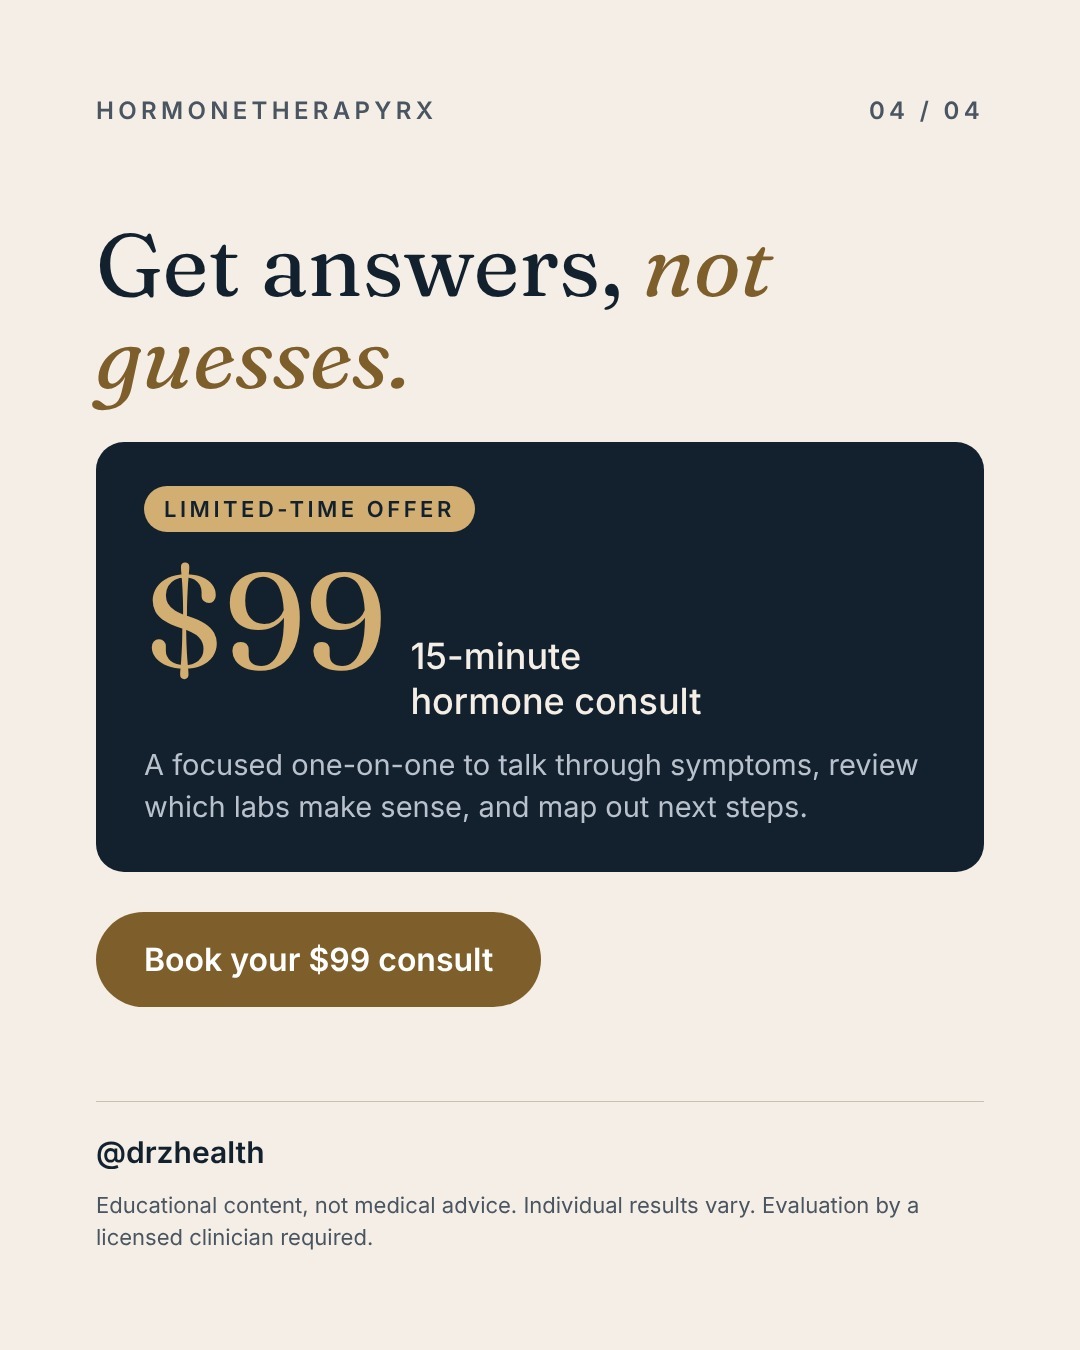 HORMONETHERAPYRX
04 / 04
Get answers, not
guesses.
LIMITED-TIME OFFER
$99
15-minute
hormone consult
A focused one-on-one to talk through symptoms, review
which labs make sense, and map out next steps.
Book your $99 consult
@drzhealth
Educational content, not medical advice. Individual results vary. Evaluation by a
licensed clinician required.